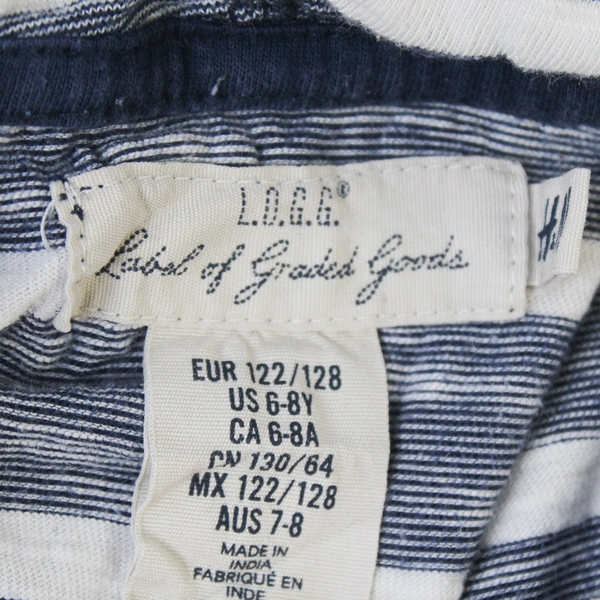 L.O.G.G.®
Label of Graded Goods
H&M
EUR 122/128
US 6-8Y
CA 6-8A
CN 130/64
MX 122/128
AUS 7-8
MADE IN
INDIA
FABRIQUÉ EN
INDE